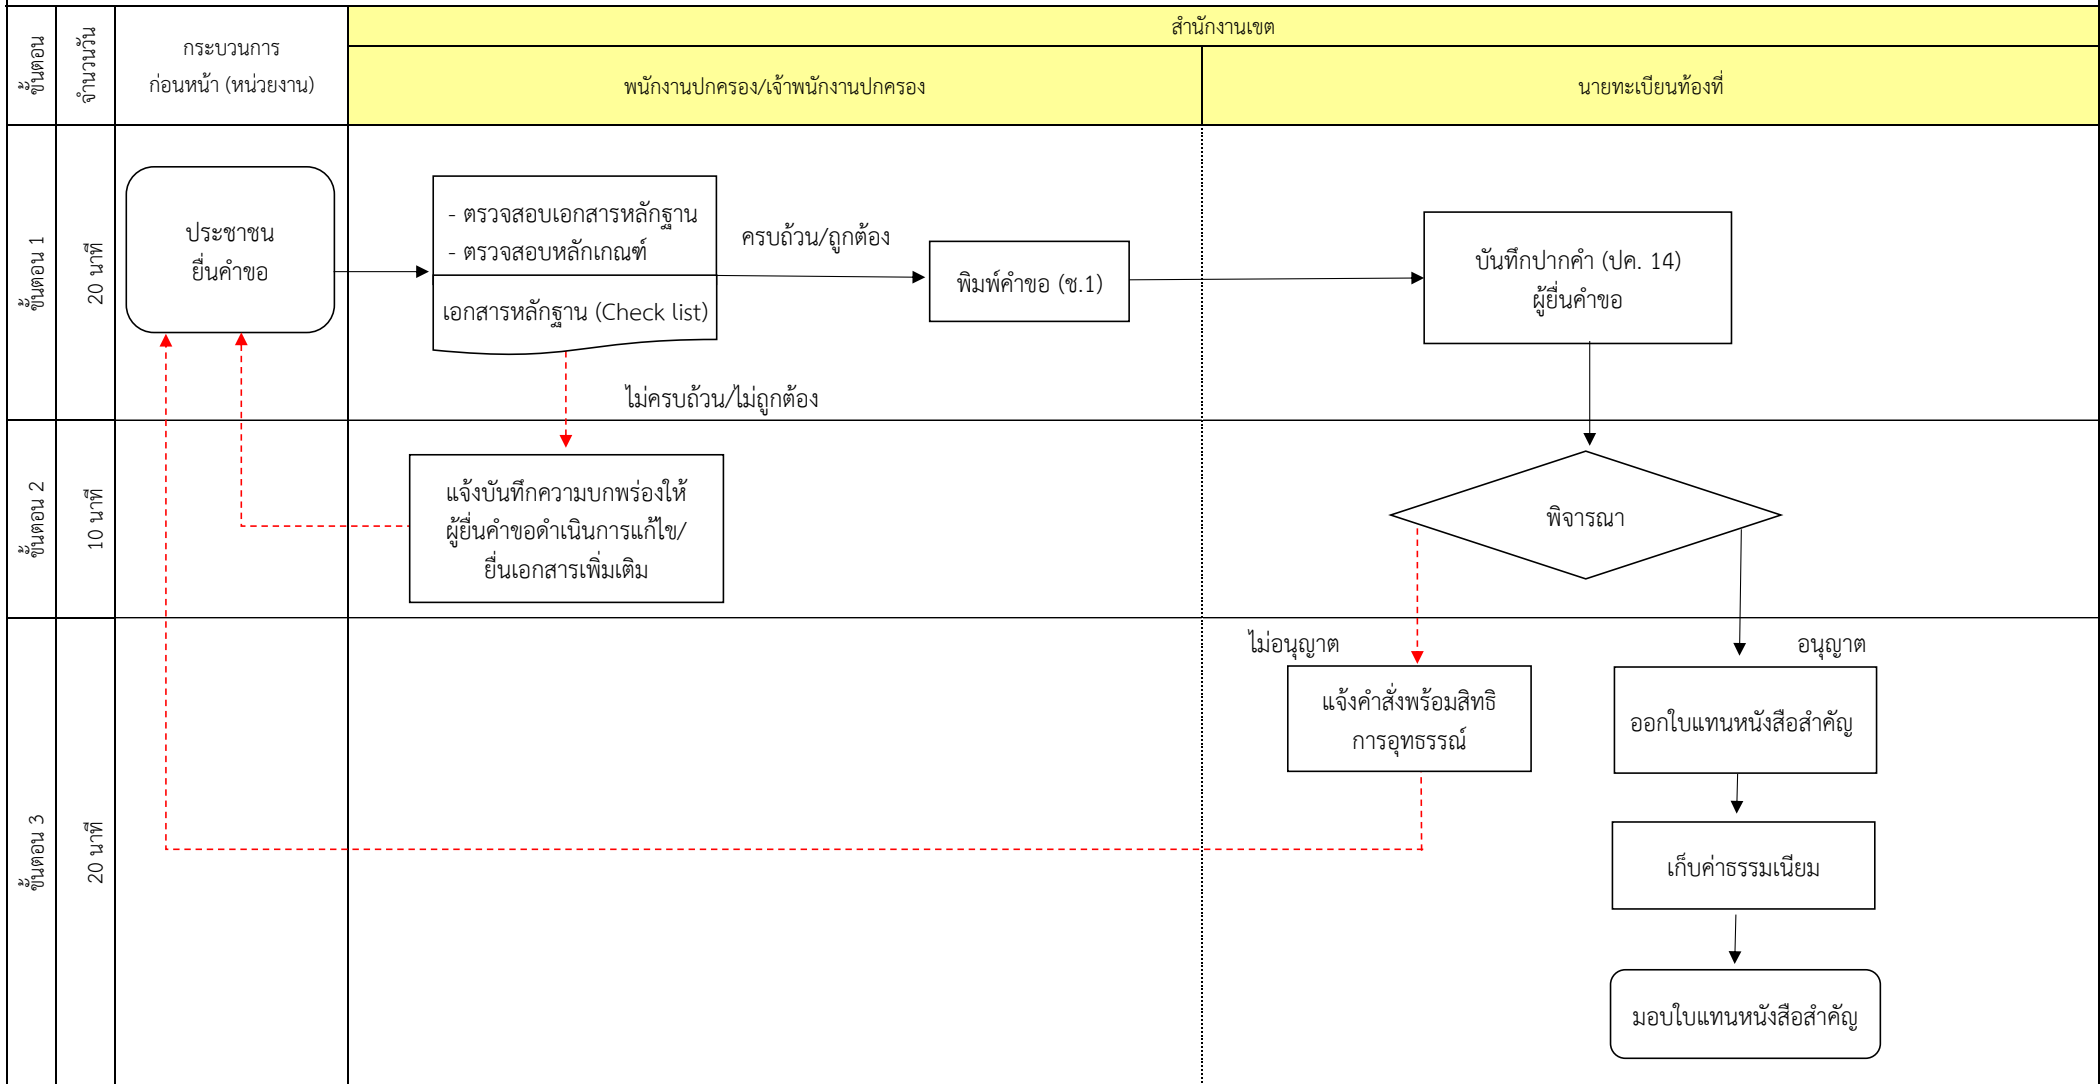 ขั้นตอน
จำนวนวัน
กระบวนการ
ก่อนหน้า (หน่วยงาน)
สำนักงานเขต
พนักงานปกครอง/เจ้าพนักงานปกครอง
นายทะเบียนท้องที่
ขั้นตอน 1
20 นาที
ประชาชน
ยื่นคำขอ
- ตรวจสอบเอกสารหลักฐาน
- ตรวจสอบหลักเกณฑ์
เอกสารหลักฐาน (Check list)
ครบถ้วน/ถูกต้อง
พิมพ์คำขอ (ช.1)
บันทึกปากคำ (ปค. 14)
ผู้ยื่นคำขอ
ไม่ครบถ้วน/ไม่ถูกต้อง
ขั้นตอน 2
10 นาที
แจ้งบันทึกความบกพร่องให้
ผู้ยื่นคำขอดำเนินการแก้ไข/
ยื่นเอกสารเพิ่มเติม
พิจารณา
ขั้นตอน 3
20 นาที
ไม่อนุญาต
อนุญาต
แจ้งคำสั่งพร้อมสิทธิ
การอุทธรรณ์
ออกใบแทนหนังสือสำคัญ
เก็บค่าธรรมเนียม
มอบใบแทนหนังสือสำคัญ